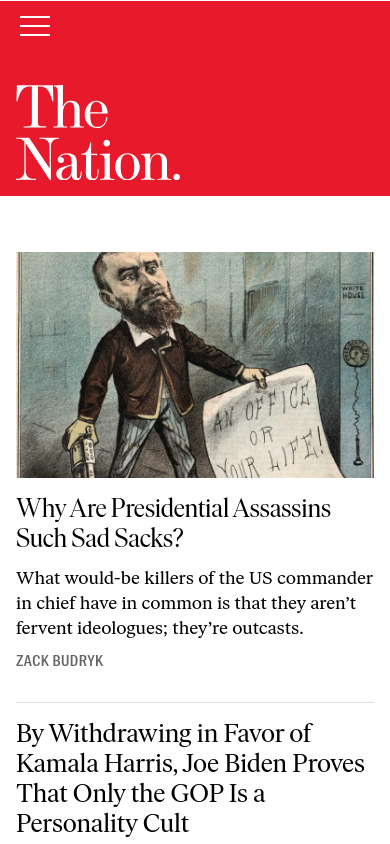 The
Nation.
WHITE
HOUSE
AN OFFICE
OR
YOUR LIFE!
Why Are Presidential Assassins
Such Sad Sacks?
What would-be killers of the US commander
in chief have in common is that they aren’t
fervent ideologues; they’re outcasts.
ZACK BUDRYK
By Withdrawing in Favor of
Kamala Harris, Joe Biden Proves
That Only the GOP Is a
Personality Cult